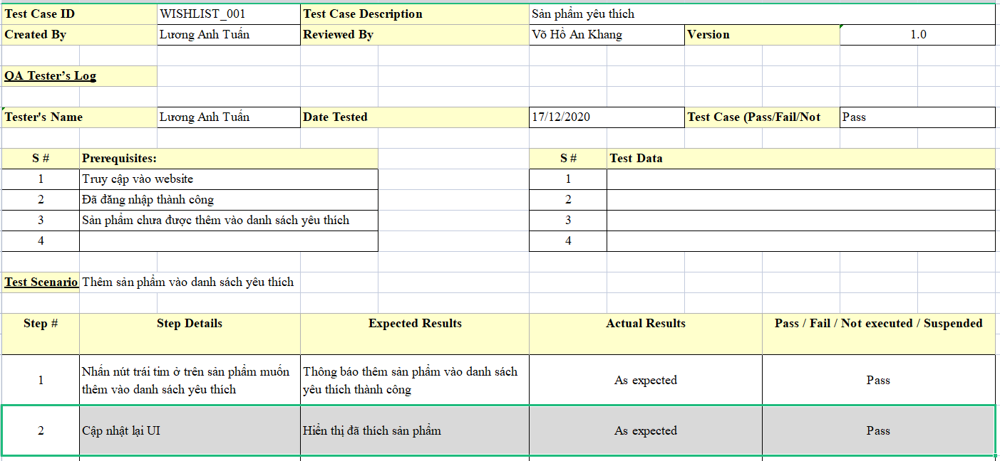 Test Case ID WISHLIST_001 Test Case Description Sản phẩm yêu thích
Created By Lương Anh Tuấn Reviewed By Võ Hồ An Khang Version 1.0
QA Tester’s Log
Tester's Name Lương Anh Tuấn Date Tested 17/12/2020 Test Case (Pass/Fail/Not Pass
S # Prerequisites: S # Test Data
1 Truy cập vào website 1
2 Đã đăng nhập thành công 2
3 Sản phẩm chưa được thêm vào danh sách yêu thích 3
4 4
Test Scenario Thêm sản phẩm vào danh sách yêu thích
Step # Step Details Expected Results Actual Results Pass / Fail / Not executed / Suspended
Nhấn nút trái tim ở trên sản phẩm muốn Thông báo thêm sản phẩm vào danh sách
1 As expected Pass
thêm vào danh sách yêu thích yêu thích thành công
2 Cập nhật lại UI Hiển thị đã thích sản phẩm As expected Pass